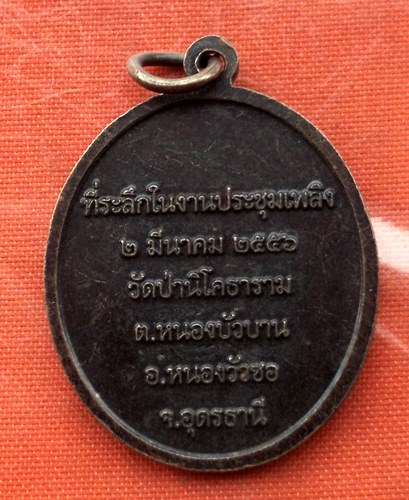 ที่ระลึกในงานประชุมเพลิง
๒ มีนาคม ๒๕๕๖
วัดป่านิโคธาราม
ต.หนองบัวบาน
อ.หนองวัวซอ
จ.อุดรธานี